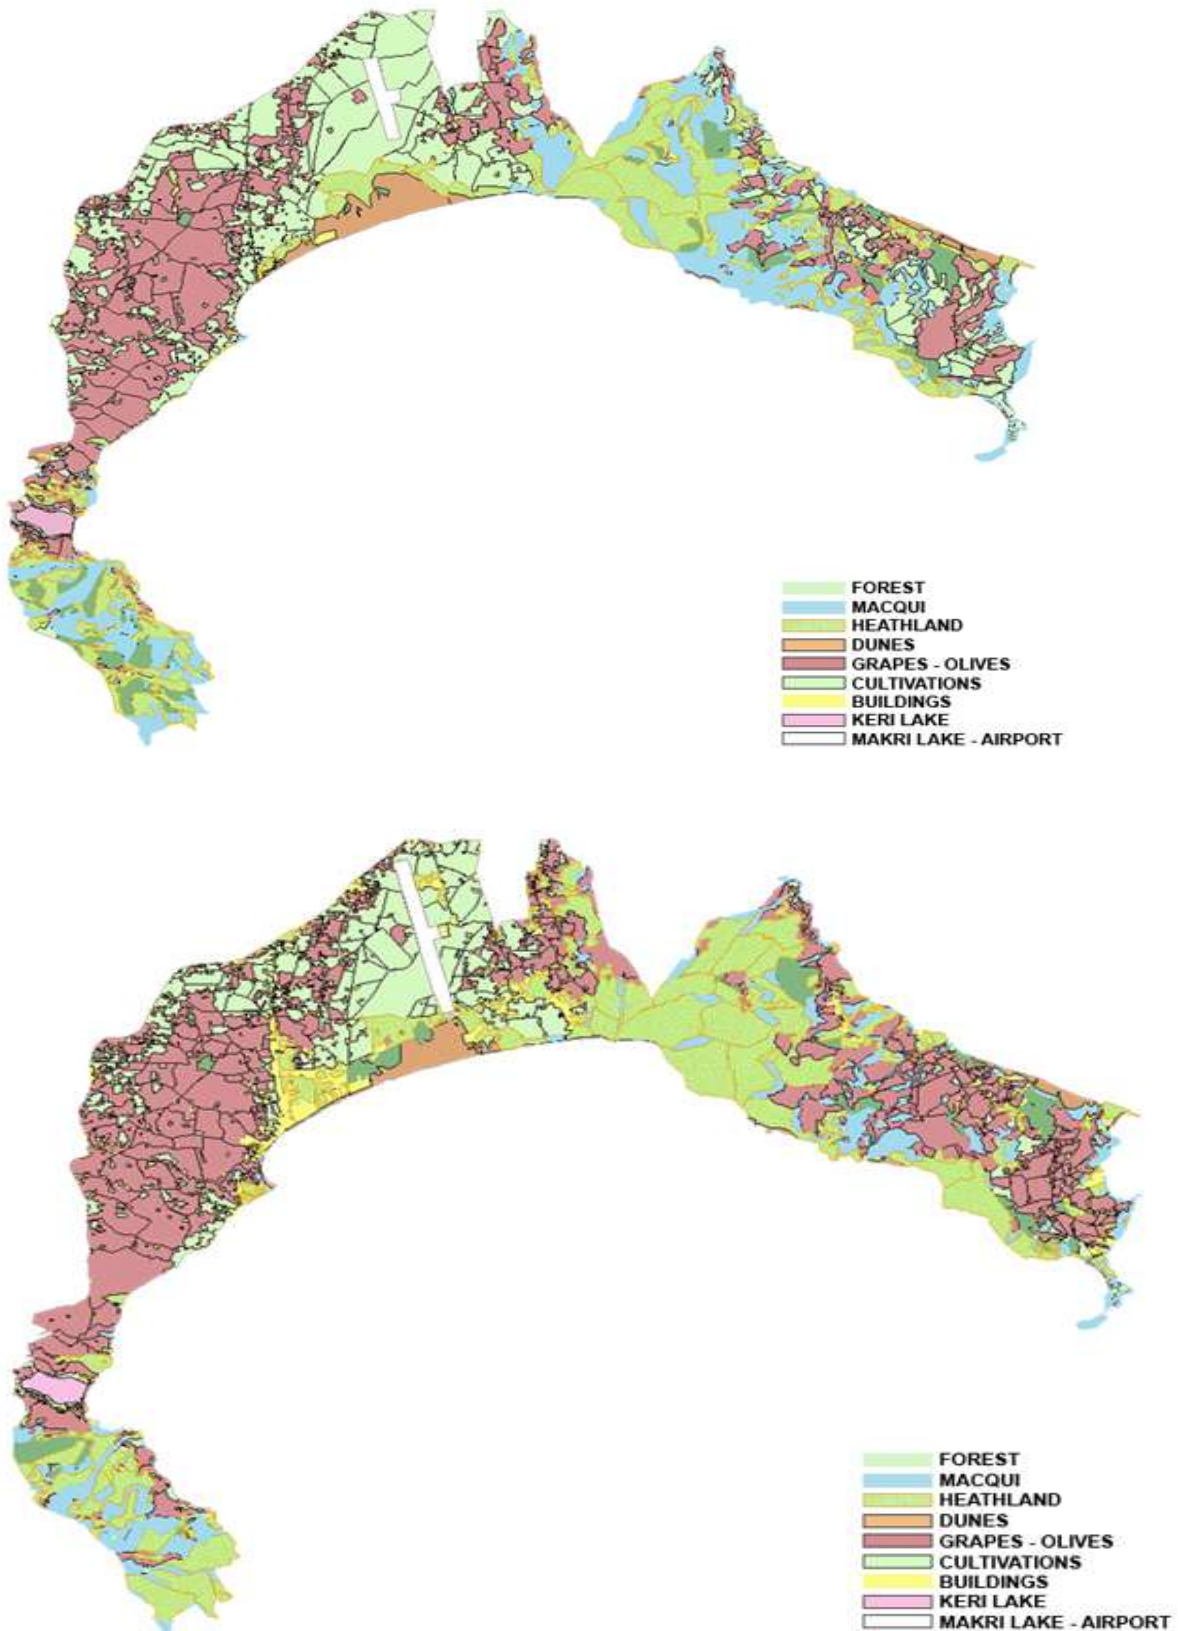 FOREST
MACQUI
HEATHLAND
DUNES
GRAPES - OLIVES
CULTIVATIONS
BUILDINGS
KERI LAKE
MAKRI LAKE - AIRPORT
FOREST
MACQUI
HEATHLAND
DUNES
GRAPES - OLIVES
CULTIVATIONS
BUILDINGS
KERI LAKE
MAKRI LAKE - AIRPORT